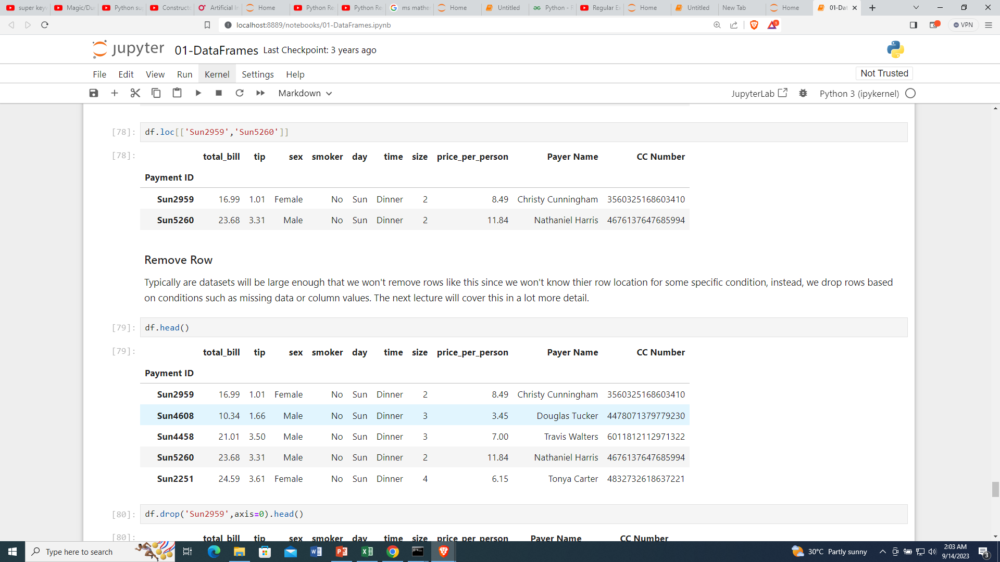 super key
Magic/Du
Python su
Constructo
Artificial In
Home
Python Re
Python Re
ms mather
Home
Untitled
Python - R
Regular Ex
Home
Untitled
New Tab
Home
01-Dat
localhost:8889/notebooks/01-DataFrames.ipynb
1
VPN
jupyter 01-DataFrames Last Checkpoint: 3 years ago
File Edit View Run Kernel Settings Help
Not Trusted
Markdown
JupyterLab
Python 3 (ipykernel)
[78]: df.loc[['Sun2959','Sun5260']]
[78]: total_bill tip sex smoker day time size price_per_person Payer Name CC Number
Payment ID
Sun2959 16.99 1.01 Female No Sun Dinner 2 8.49 Christy Cunningham 3560325168603410
Sun5260 23.68 3.31 Male No Sun Dinner 2 11.84 Nathaniel Harris 4676137647685994
Remove Row
Typically are datasets will be large enough that we won't remove rows like this since we won't know thier row location for some specific condition, instead, we drop rows based
on conditions such as missing data or column values. The next lecture will cover this in a lot more detail.
[79]: df.head()
[79]: total_bill tip sex smoker day time size price_per_person Payer Name CC Number
Payment ID
Sun2959 16.99 1.01 Female No Sun Dinner 2 8.49 Christy Cunningham 3560325168603410
Sun4608 10.34 1.66 Male No Sun Dinner 3 3.45 Douglas Tucker 4478071379779230
Sun4458 21.01 3.50 Male No Sun Dinner 3 7.00 Travis Walters 6011812112971322
Sun5260 23.68 3.31 Male No Sun Dinner 2 11.84 Nathaniel Harris 4676137647685994
Sun2251 24.59 3.61 Female No Sun Dinner 4 6.15 Tonya Carter 4832732618637221
[80]: df.drop('Sun2959',axis=0).head()
[80]: total_bill tip sex smoker day time size price_per_person Payer Name CC Number
Type here to search
30°C Partly sunny
2:03 AM
9/14/2023
3